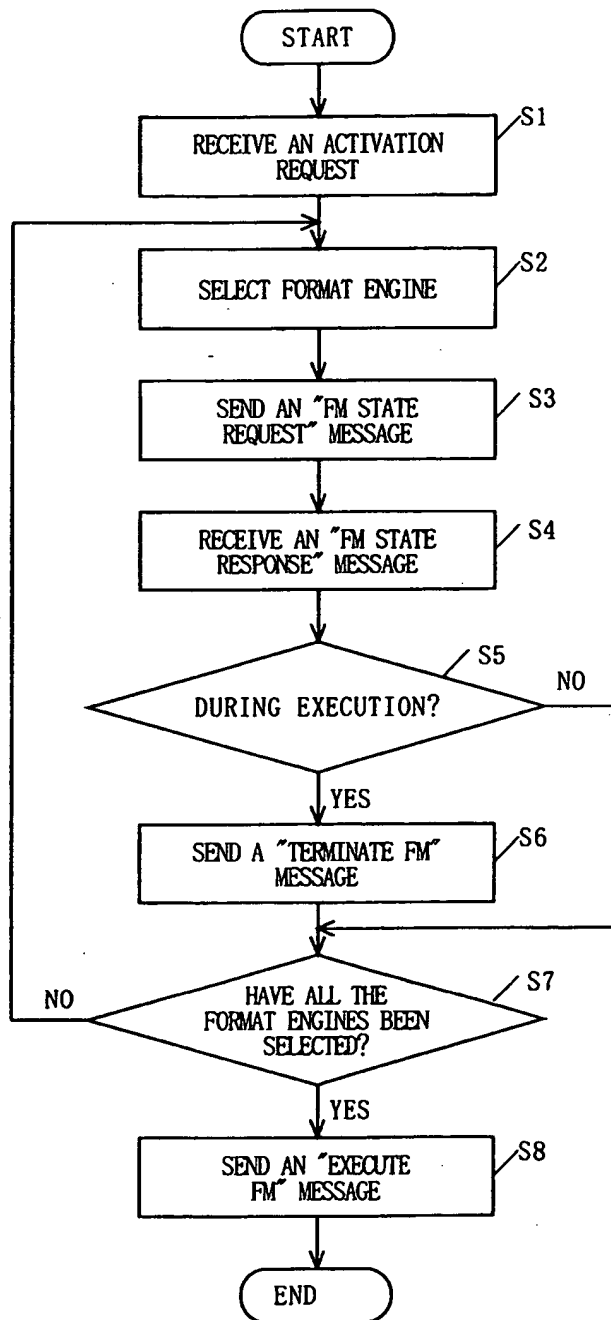 START
S1
RECEIVE AN ACTIVATION
REQUEST
S2
SELECT FORMAT ENGINE
S3
SEND AN "FM STATE
REQUEST" MESSAGE
S4
RECEIVE AN "FM STATE
RESPONSE" MESSAGE
S5
DURING EXECUTION?
NO
YES
S6
SEND A "TERMINATE FM"
MESSAGE
S7
NO
HAVE ALL THE
FORMAT ENGINES BEEN
SELECTED?
YES
S8
SEND AN "EXECUTE
FM" MESSAGE
END